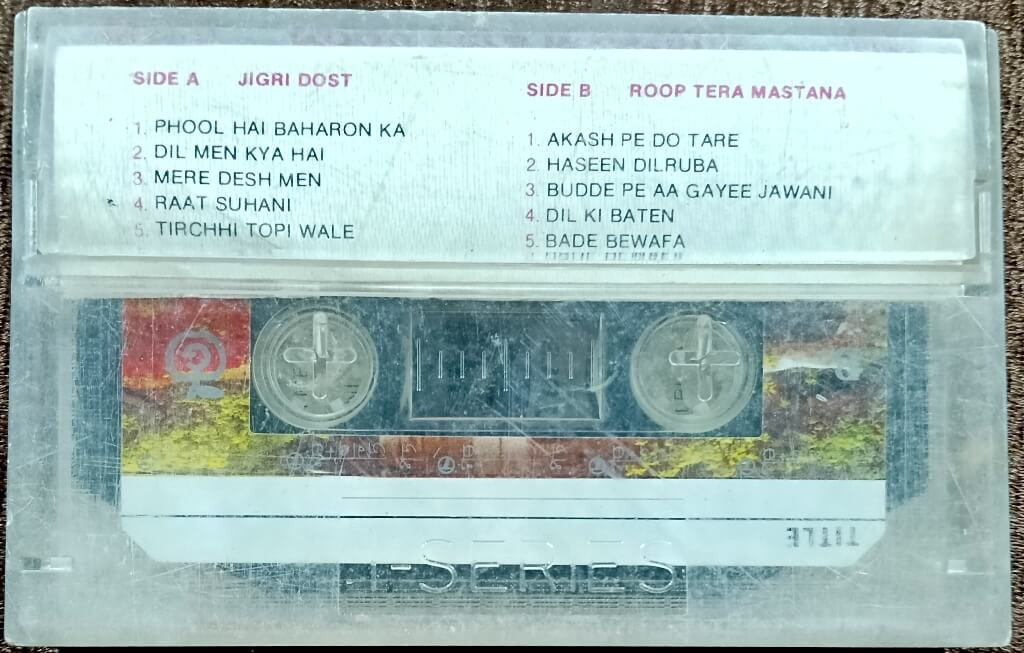 SIDE A JIGRI DOST
1. PHOOL HAI BAHARON KA
2. DIL MEN KYA HAI
3. MERE DESH MEN
4. RAAT SUHANI
5. TIRCHHI TOPI WALE
SIDE B ROOP TERA MASTANA
1. AKASH PE DO TARE
2. HASEEN DILRUBA
3. BUDDE PE AA GAYEE JAWANI
4. DIL KI BATEN
5. BADE BEWAFA
TITLE
T-SERIES